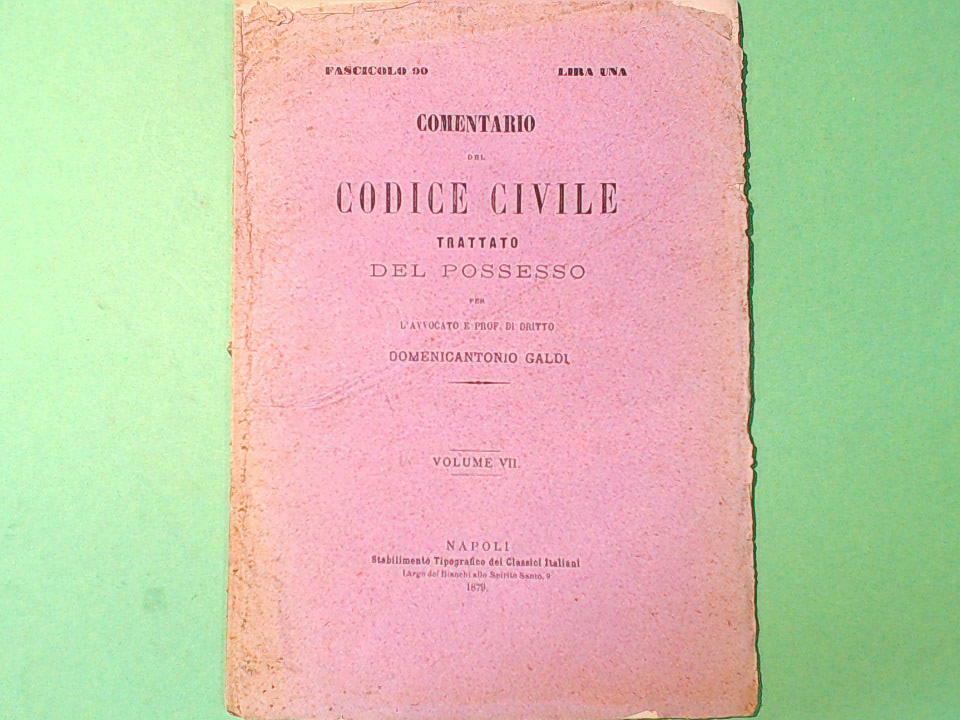 FASCICOLO 90 LIRA UNA
COMENTARIO
DEL
CODICE CIVILE
TRATTATO
DEL POSSESSO
PER
L'AVVOCATO E PROF. DI DRITTO
DOMENICANTONIO GALDI
VOLUME VII.
NAPOLI
Stabilimento Tipografico dei Classici Italiani
Largo dei Bianchi allo Spirito Santo, 9
1879.